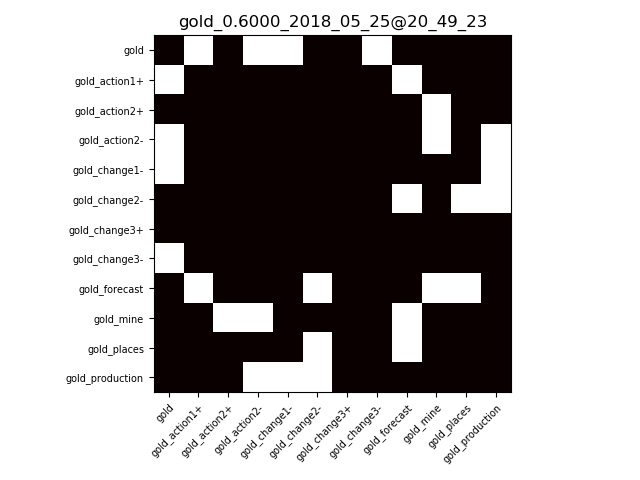 gold_0.6000_2018_05_25@20_49_23
gold
gold_action1+
gold_action2+
gold_action2-
gold_change1-
gold_change2-
gold_change3+
gold_change3-
gold_forecast
gold_mine
gold_places
gold_production
gold
gold_action1+
gold_action2+
gold_action2-
gold_change1-
gold_change2-
gold_change3+
gold_change3-
gold_forecast
gold_mine
gold_places
gold_production